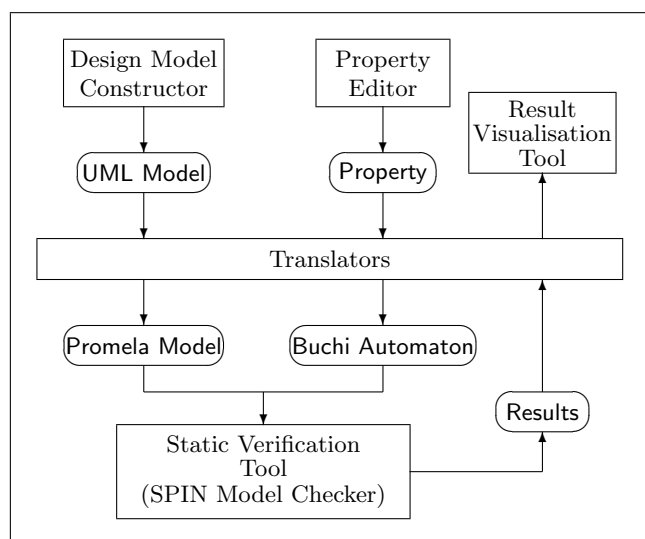 Design Model
Constructor
Property
Editor
Result
Visualisation
Tool
UML Model
Property
Translators
Promela Model
Buchi Automaton
Results
Static Verification
Tool
(SPIN Model Checker)